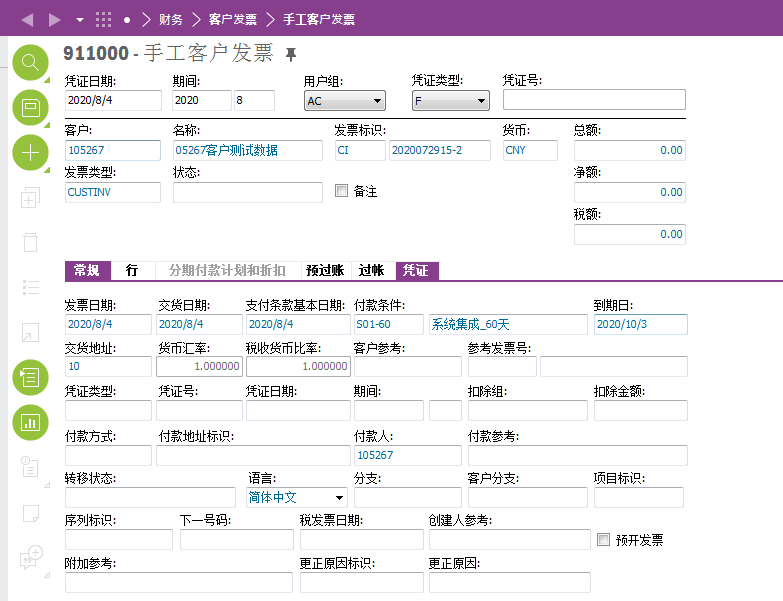 财务 客户发票 手工客户发票
911000 - 手工客户发票
凭证日期: 期间: 用户组: 凭证类型: 凭证号:
2020/8/4 2020 8 AC F
客户: 名称: 发票标识: 货币: 总额:
105267 05267客户测试数据 CI 2020072915-2 CNY 0.00
发票类型: 状态: 净额:
CUSTINV 备注 0.00
税额:
0.00
常规 行 分期付款计划和折扣 预过账 过帐 凭证
发票日期: 交货日期: 支付条款基本日期: 付款条件: 到期日:
2020/8/4 2020/8/4 2020/8/4 S01-60 系统集成_60天 2020/10/3
交货地址: 货币汇率: 税收货币比率: 客户参考: 参考发票号:
10 1.000000 1.000000
凭证类型: 凭证号: 凭证日期: 期间: 扣除组: 扣除金额:
付款方式: 付款地址标识: 付款人: 付款参考:
105267
转移状态: 语言: 分支: 客户分支: 项目标识:
简体中文
序列标识: 下一号码: 税发票日期: 创建人参考:
预开发票
附加参考: 更正原因标识: 更正原因: